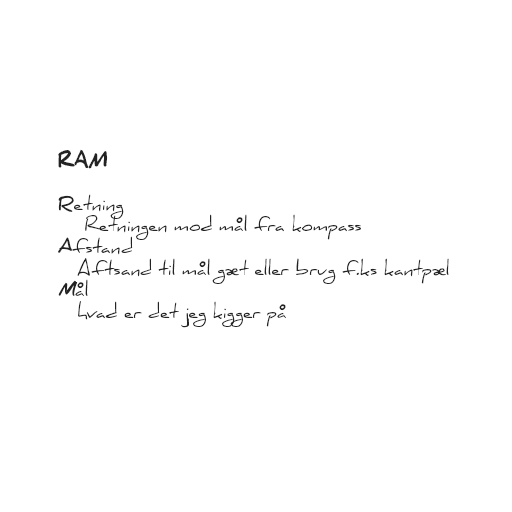 RAM
Retning
Retningen mod mål fra kompass
Afstand
Aftsand til mål gæt eller brug f.ks kantpæl
Mål
hvad er det jeg kigger på